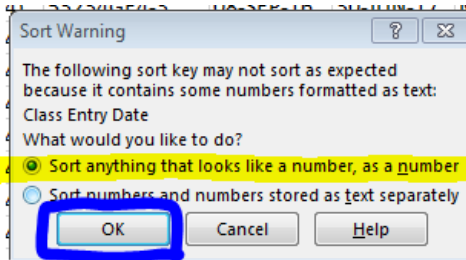 Sort Warning
The following sort key may not sort as expected
because it contains some numbers formatted as text:
Class Entry Date
What would you like to do?
Sort anything that looks like a number, as a number
Sort numbers and numbers stored as text separately
OK Cancel Help